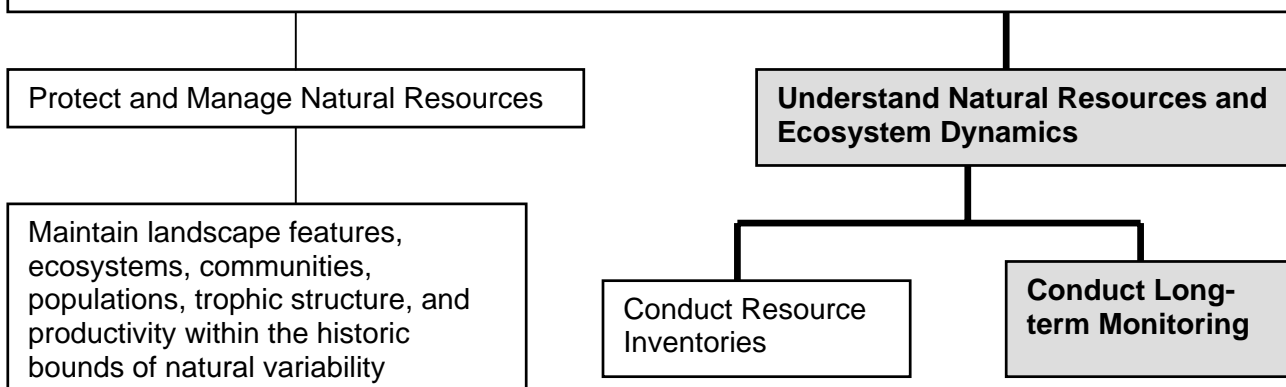 Protect and Manage Natural Resources
Understand Natural Resources and
Ecosystem Dynamics
Maintain landscape features,
ecosystems, communities,
populations, trophic structure, and
productivity within the historic
bounds of natural variability
Conduct Resource
Inventories
Conduct Long-
term Monitoring